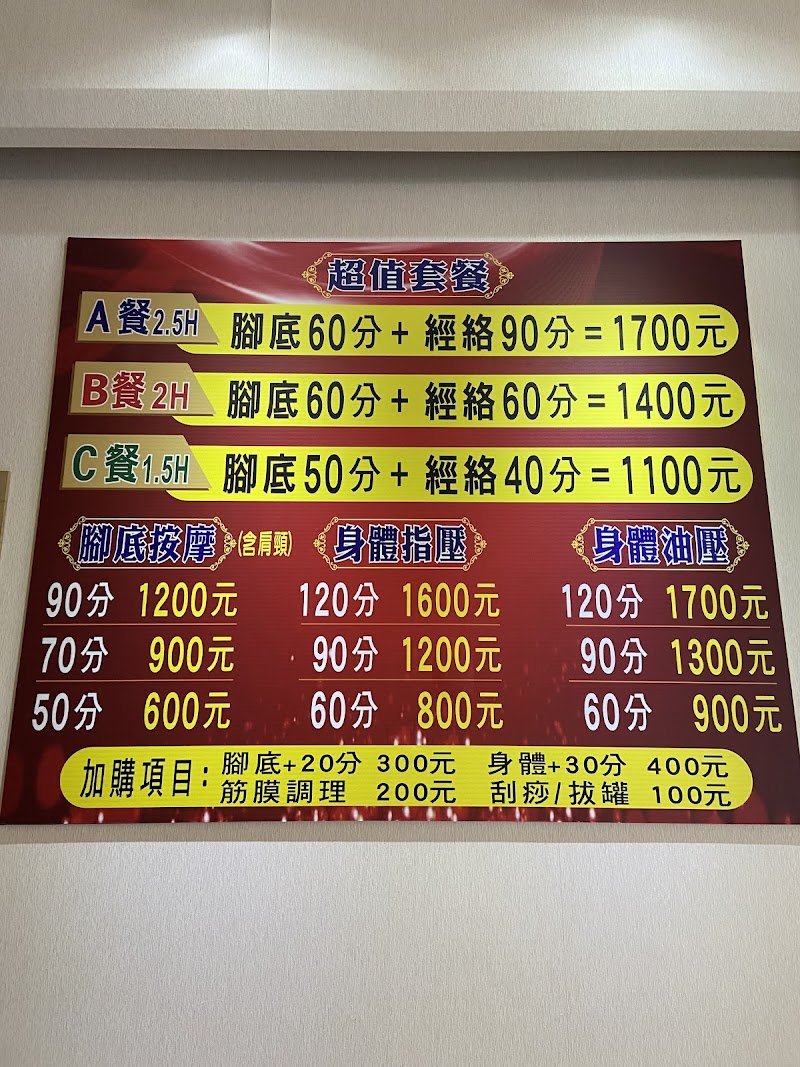 超值套餐
A餐2.5H 腳底60分+經絡90分=1700元
B餐2H 腳底60分+經絡60分=1400元
C餐1.5H 腳底50分+經絡40分=1100元
腳底按摩(含肩頸) 身體指壓 身體油壓
90分 1200元 120分 1600元 120分 1700元
70分 900元 90分 1200元 90分 1300元
50分 600元 60分 800元 60分 900元
加購項目: 腳底+20分 300元 身體+30分 400元
筋膜調理 200元 刮痧/拔罐 100元